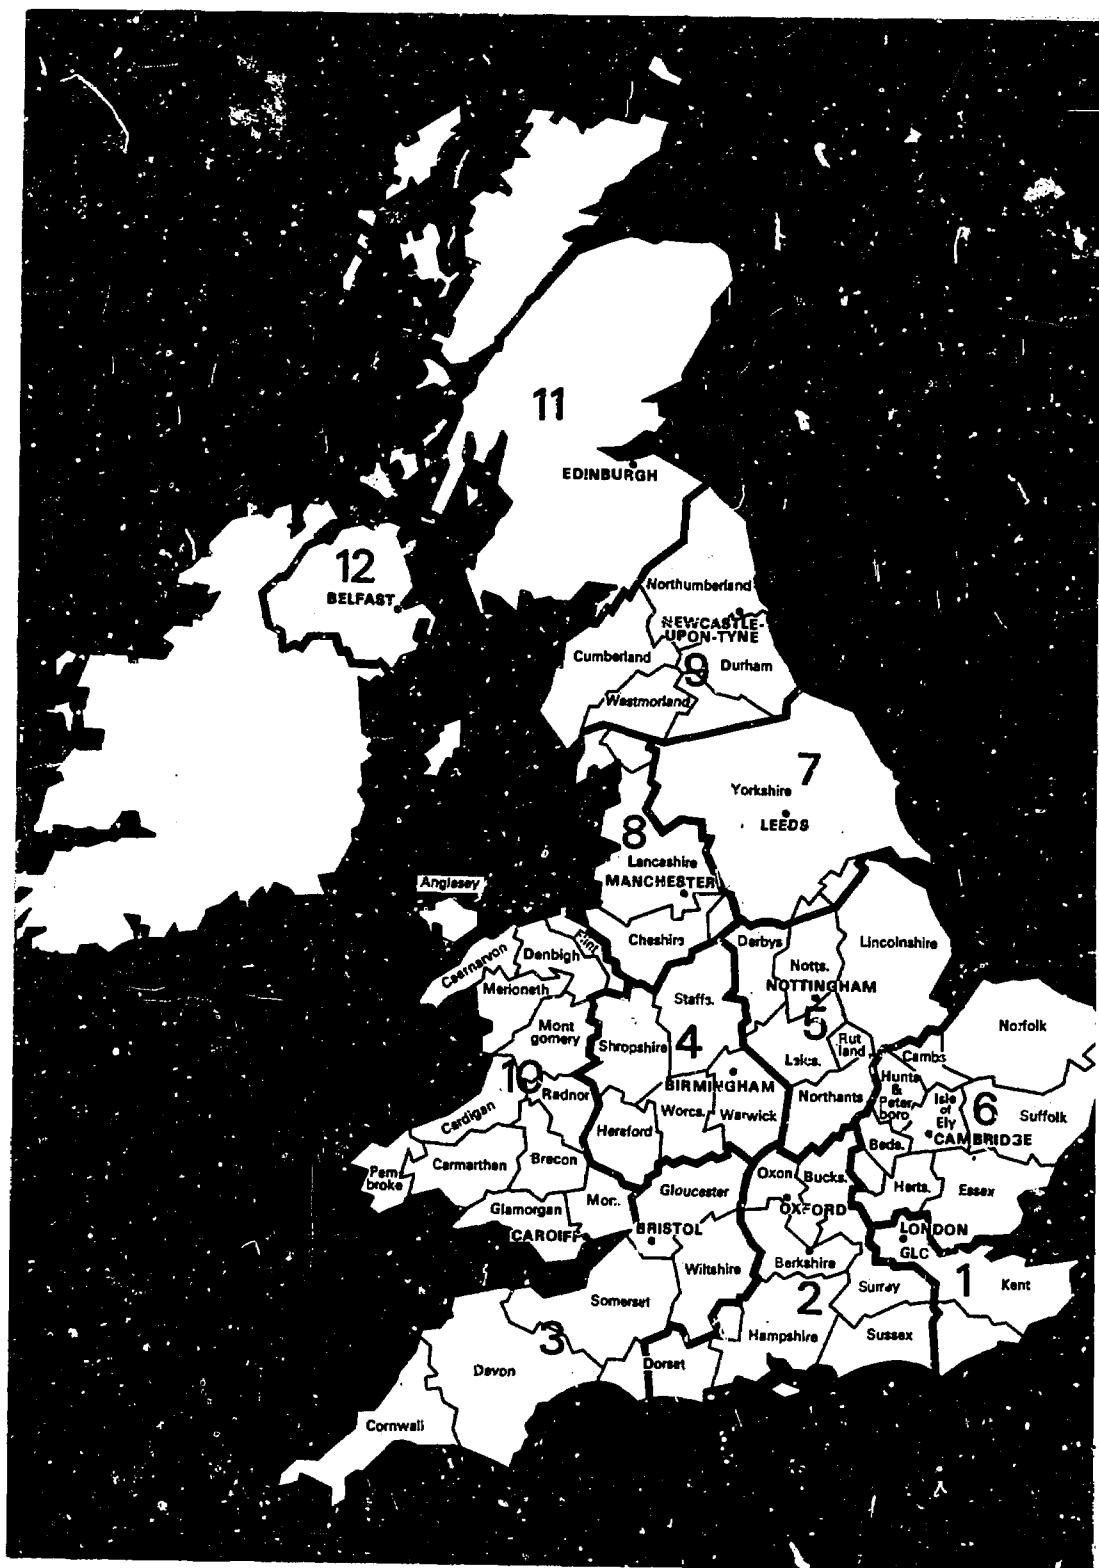 11
EDINBURGH
12
BELFAST
Northumberland
NEWCASTLE-
UPON-TYNE
Cumberland
9
Durham
Westmorland
7
Yorkshire
LEEDS
8
Lancashire
MANCHESTER
Anglesey
Cheshire
Derbys
Lincolnshire
Caernarvon
Denbigh
Flint
Notts.
NOTTINGHAM
Merioneth
Staffs.
Mont
gomery
Shropshire
4
5
Rut
land
Leics.
Norfolk
Cambs
10
BIRMINGHAM
Hunts
&
Peter
boro
Isle
of
Ely
6
Suffolk
Radnor
Northants
Cardigan
Worcs.
Warwick
Hereford
CAMBRIDGE
Beds.
Pem
broke
Carmarthen
Brecon
Oxon
Bucks.
Gloucester
Herts.
Essex
Glamorgan
Mon.
OXFORD
CARDIFF
BRISTOL
LONDON
GLC
Berkshire
Wiltshire
Surrey
1
Kent
Somerset
2
3
Hampshire
Sussex
Devon
Dorset
Cornwall